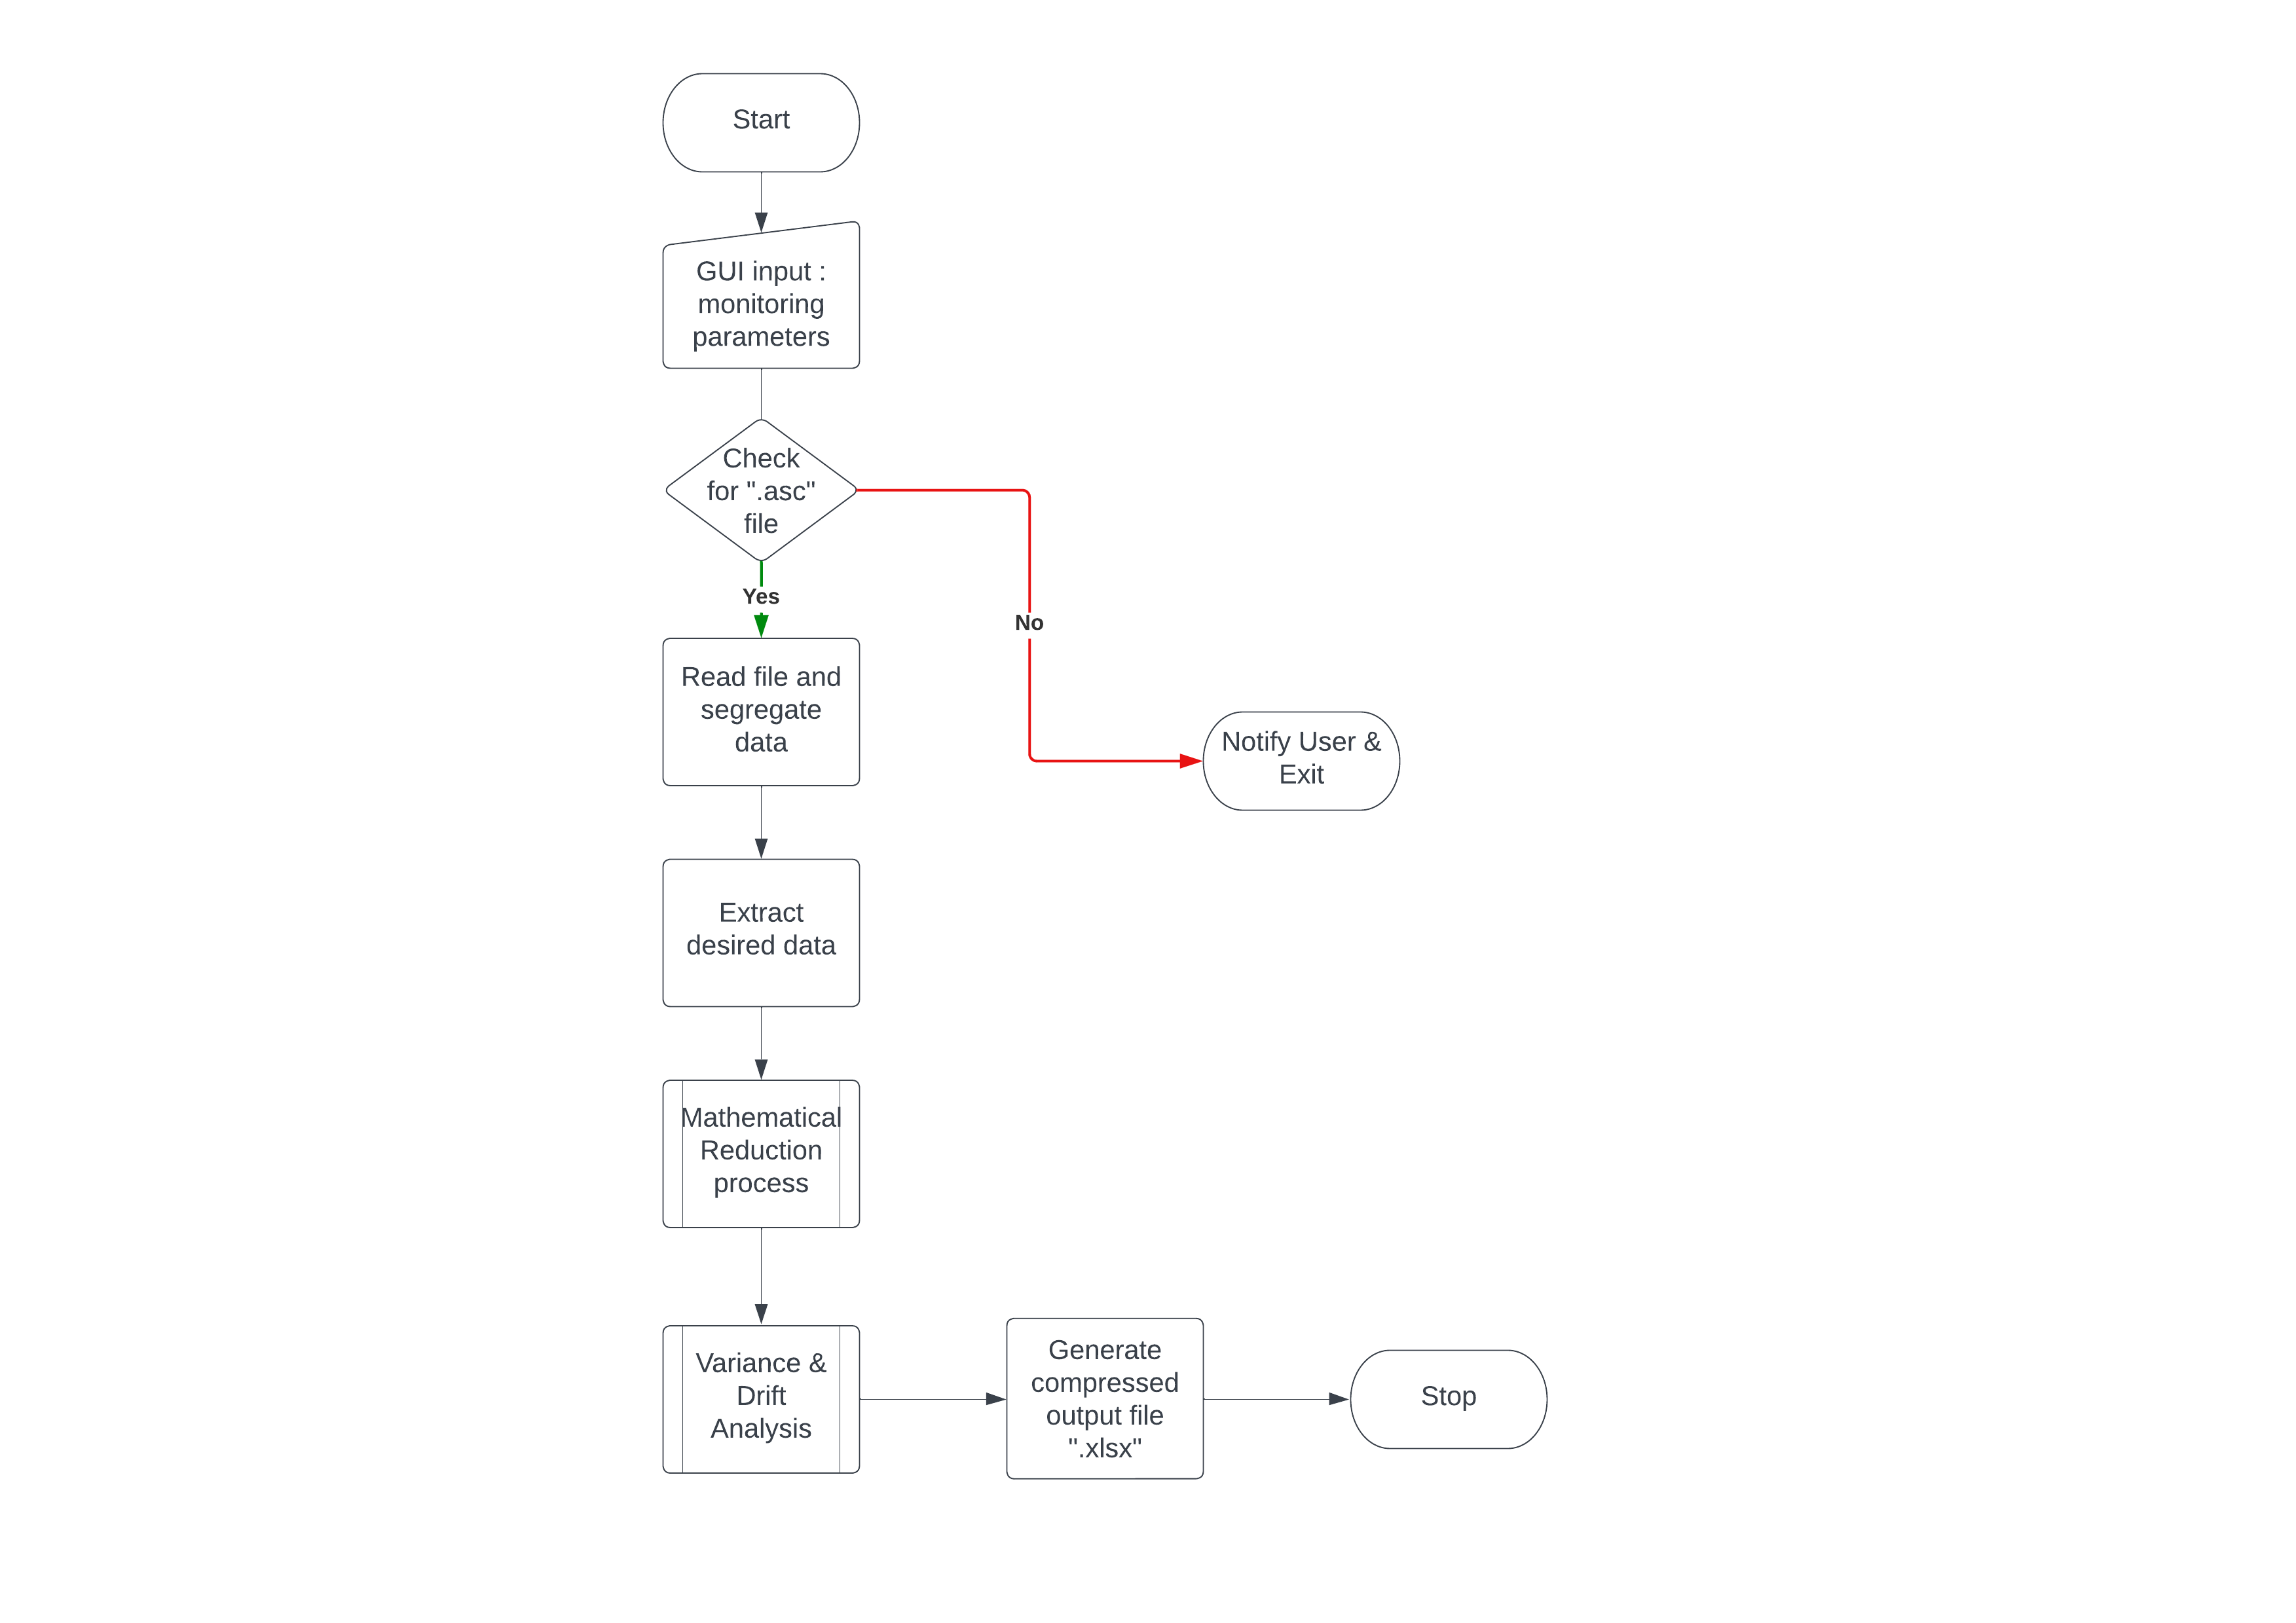 Start
GUI input :
monitoring
parameters
Check
for ".asc"
file
Yes
No
Read file and
segregate
data
Notify User &
Exit
Extract
desired data
Mathematical
Reduction
process
Variance &
Drift
Analysis
Generate
compressed
output file
".xlsx"
Stop